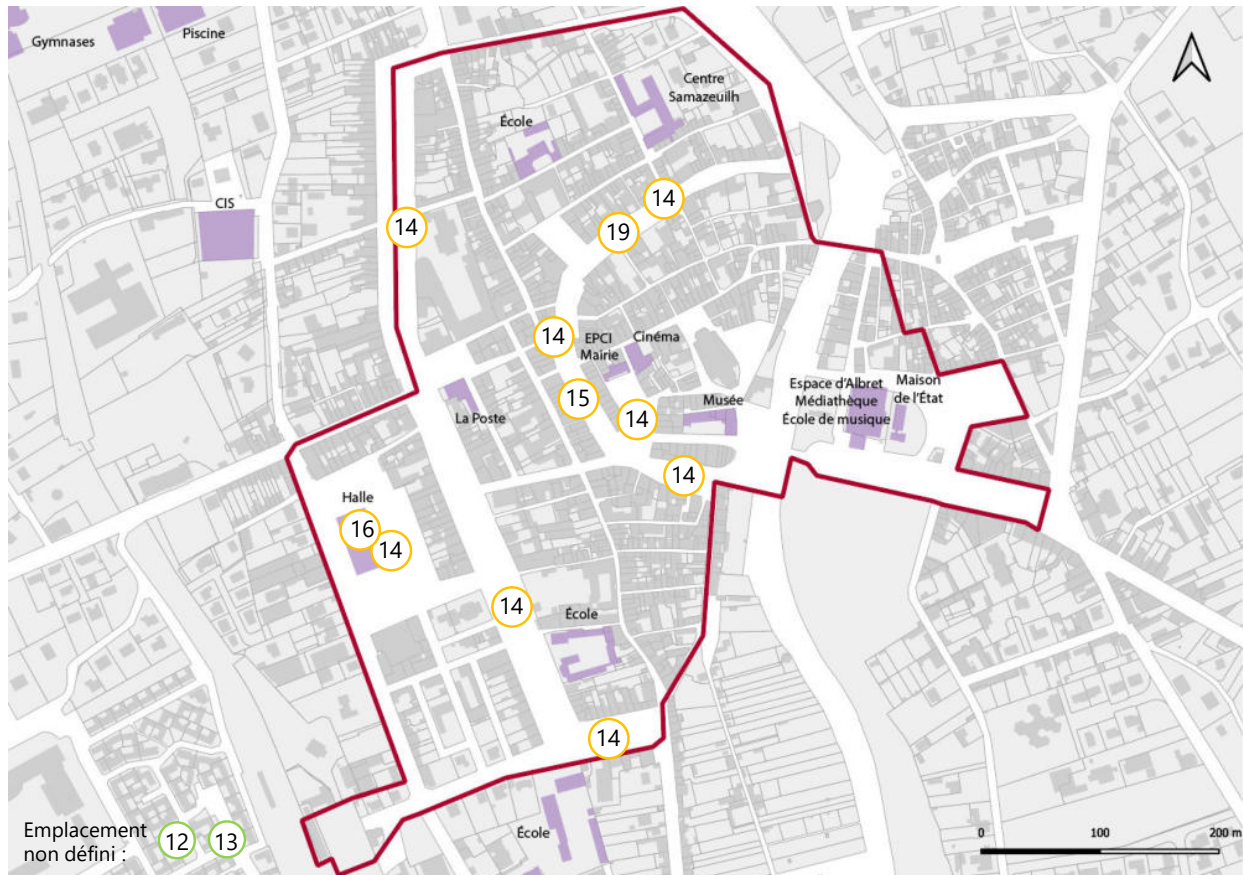 Gymnases
Piscine
Centre
Samazeuilh
École
CIS
14
14
19
14
EPCI
Mairie
Cinéma
15
14
La Poste
Musée
Espace d'Albret
Médiathèque
École de musique
Maison
de l'État
14
Halle
16
14
14
École
14
École
Emplacement
non défini :
12
13
0
100
200 m